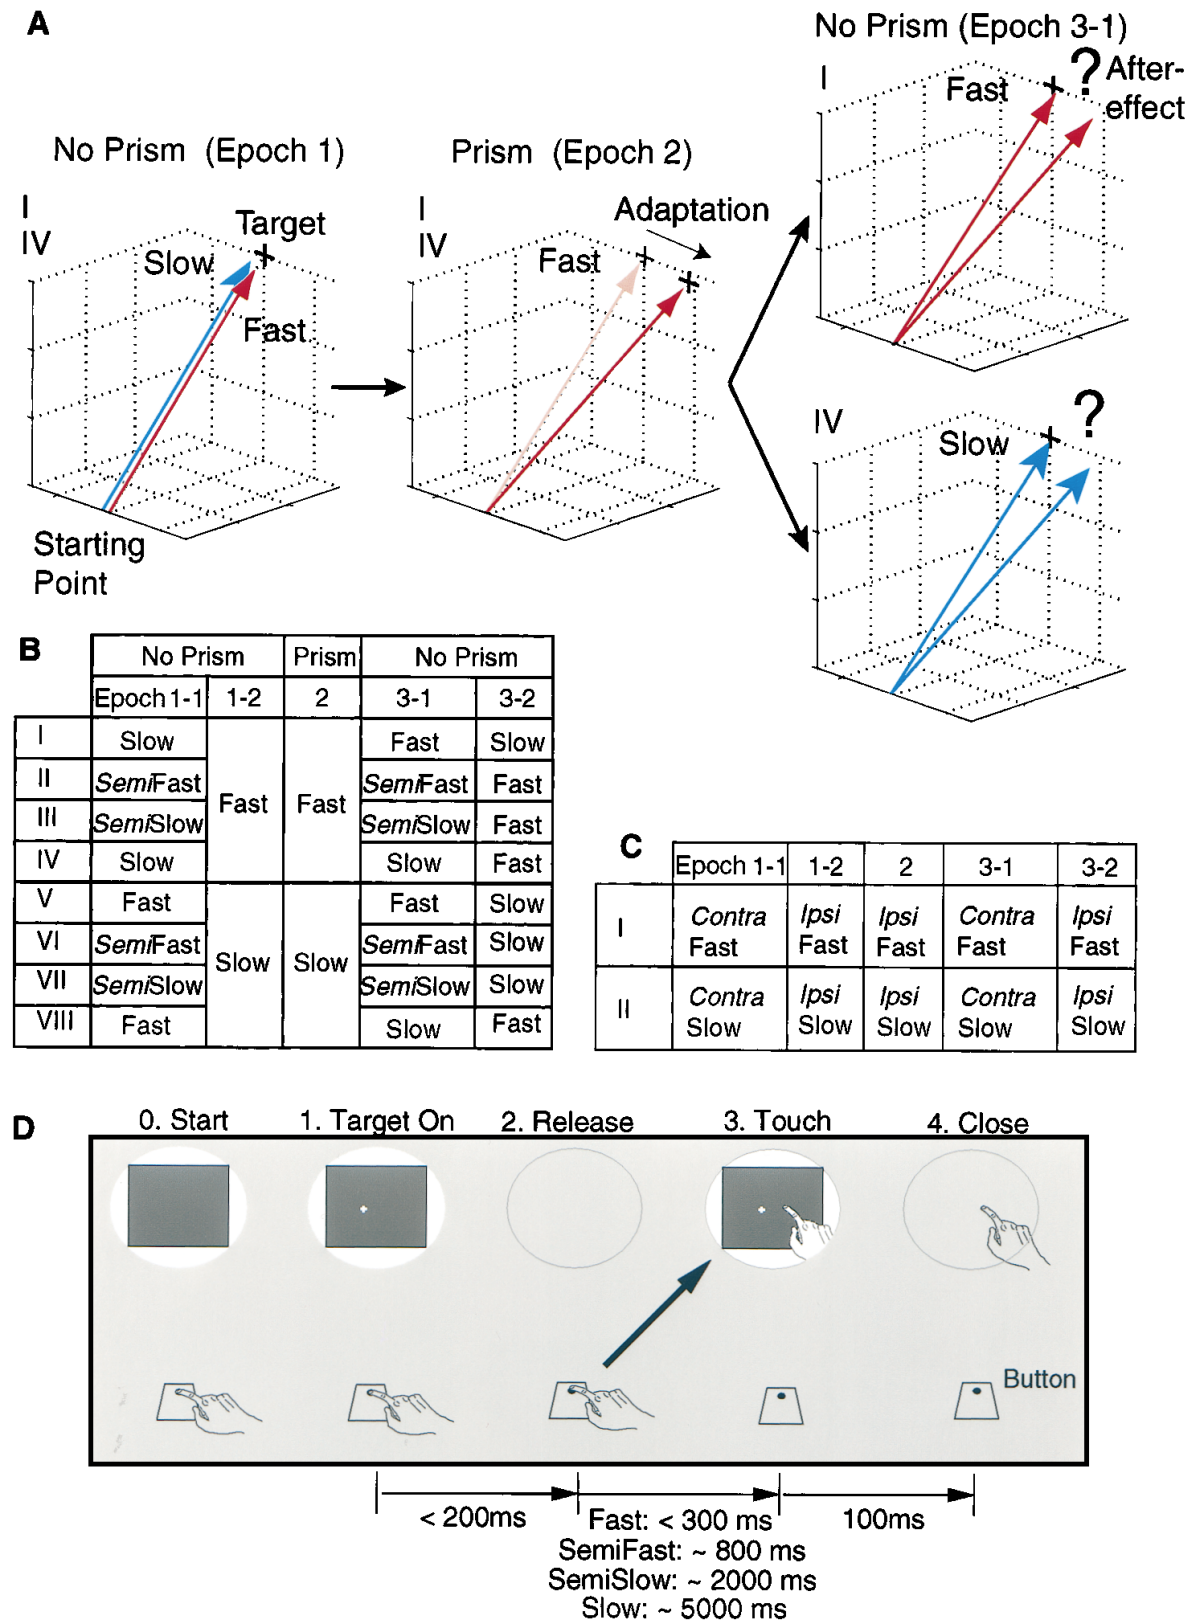 A
No Prism (Epoch 3-1)
I
Fast
?
After-
effect
No Prism (Epoch 1)
Prism (Epoch 2)
I
IV
Target
Slow
Fast
Starting
Point
I
IV
Adaptation
Fast
IV
Slow
?
B
No Prism Prism No Prism
Epoch 1-1 1-2 2 3-1 3-2
I Slow Fast Fast Fast Slow
II SemiFast SemiFast Fast
III SemiSlow SemiSlow Fast
IV Slow Slow Fast
V Fast Slow Slow Fast Slow
VI SemiFast SemiFast Slow
VII SemiSlow SemiSlow Slow
VIII Fast Slow Fast
C
Epoch 1-1 1-2 2 3-1 3-2
I Contra Ipsi Ipsi Contra Ipsi
Fast Fast Fast Fast Fast
II Contra Ipsi Ipsi Contra Ipsi
Slow Slow Slow Slow Slow
D
0. Start 1. Target On 2. Release 3. Touch 4. Close
Button
< 200ms Fast: < 300 ms 100ms
SemiFast: ~ 800 ms
SemiSlow: ~ 2000 ms
Slow: ~ 5000 ms